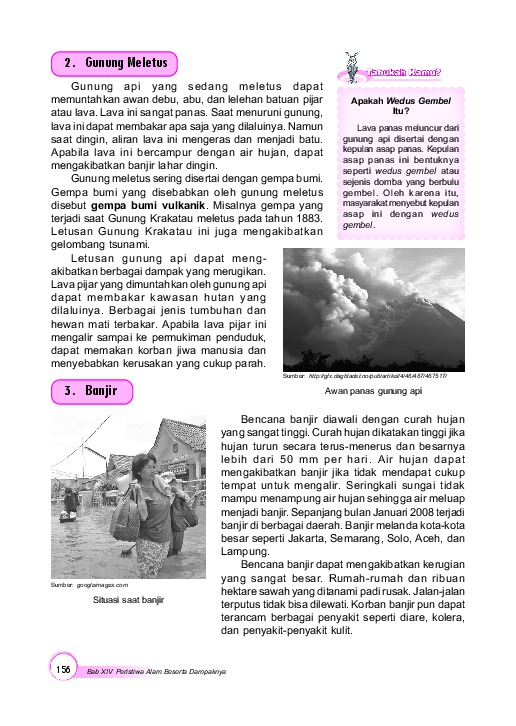 2. Gunung Meletus
Gunung api yang sedang meletus dapat
memuntahkan awan debu, abu, dan lelehan batuan pijar
atau lava. Lava ini sangat panas. Saat menuruni gunung,
lava ini dapat membakar apa saja yang dilaluinya. Namun
saat dingin, aliran lava ini mengeras dan menjadi batu.
Apabila lava ini bercampur dengan air hujan, dapat
mengakibatkan banjir lahar dingin.
Gunung meletus sering disertai dengan gempa bumi.
Gempa bumi yang disebabkan oleh gunung meletus
disebut gempa bumi vulkanik. Misalnya gempa yang
terjadi saat Gunung Krakatau meletus pada tahun 1883.
Letusan Gunung Krakatau ini juga mengakibatkan
gelombang tsunami.
Letusan gunung api dapat meng-
akibatkan berbagai dampak yang merugikan.
Lava pijar yang dimuntahkan oleh gunung api
dapat membakar kawasan hutan yang
dilaluinya. Berbagai jenis tumbuhan dan
hewan mati terbakar. Apabila lava pijar ini
mengalir sampai ke permukiman penduduk,
dapat memakan korban jiwa manusia dan
menyebabkan kerusakan yang cukup parah.
Tahukah Kamu?
Apakah Wedus Gembel
Itu?
Lava panas meluncur dari
gunung api disertai dengan
kepulan asap panas. Kepulan
asap panas ini bentuknya
seperti wedus gembel atau
sejenis domba yang berbulu
gembel. Oleh karena itu,
masyarakat menyebut kepulan
asap ini dengan wedus
gembel.
Awan panas gunung api
3. Banjir
Sumber: googleimages.com
Situasi saat banjir
Bencana banjir diawali dengan curah hujan
yang sangat tinggi. Curah hujan dikatakan tinggi jika
hujan turun secara terus-menerus dan besarnya
lebih dari 50 mm per hari. Air hujan dapat
mengakibatkan banjir jika tidak mendapat cukup
tempat untuk mengalir. Seringkali sungai tidak
mampu menampung air hujan sehingga air meluap
menjadi banjir. Sepanjang bulan Januari 2008 terjadi
banjir di berbagai daerah. Banjir melanda kota-kota
besar seperti Jakarta, Semarang, Solo, Aceh, dan
Lampung.
Bencana banjir dapat mengakibatkan kerugian
yang sangat besar. Rumah-rumah dan ribuan
hektare sawah yang ditanami padi rusak. Jalan-jalan
terputus tidak bisa dilewati. Korban banjir pun dapat
terancam berbagai penyakit seperti diare, kolera,
dan penyakit-penyakit kulit.
156 Bab XIV Peristiwa Alam Beserta Dampaknya